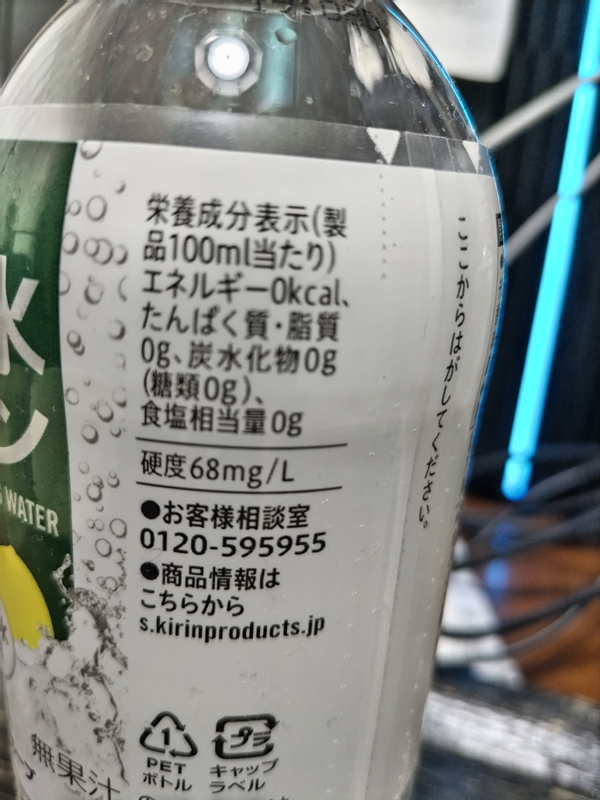 水
ン
WATER
栄養成分表示(製
品100ml当たり)
エネルギー0kcal、
たんぱく質・脂質
0g、炭水化物0g
(糖類0g)、
食塩相当量0g
硬度68mg/L
●お客様相談室
0120-595955
●商品情報は
こちらから
s.kirinproducts.jp
1
PET
ボトル
プラ
キャップ
ラベル
無果汁
ここからはがしてください。